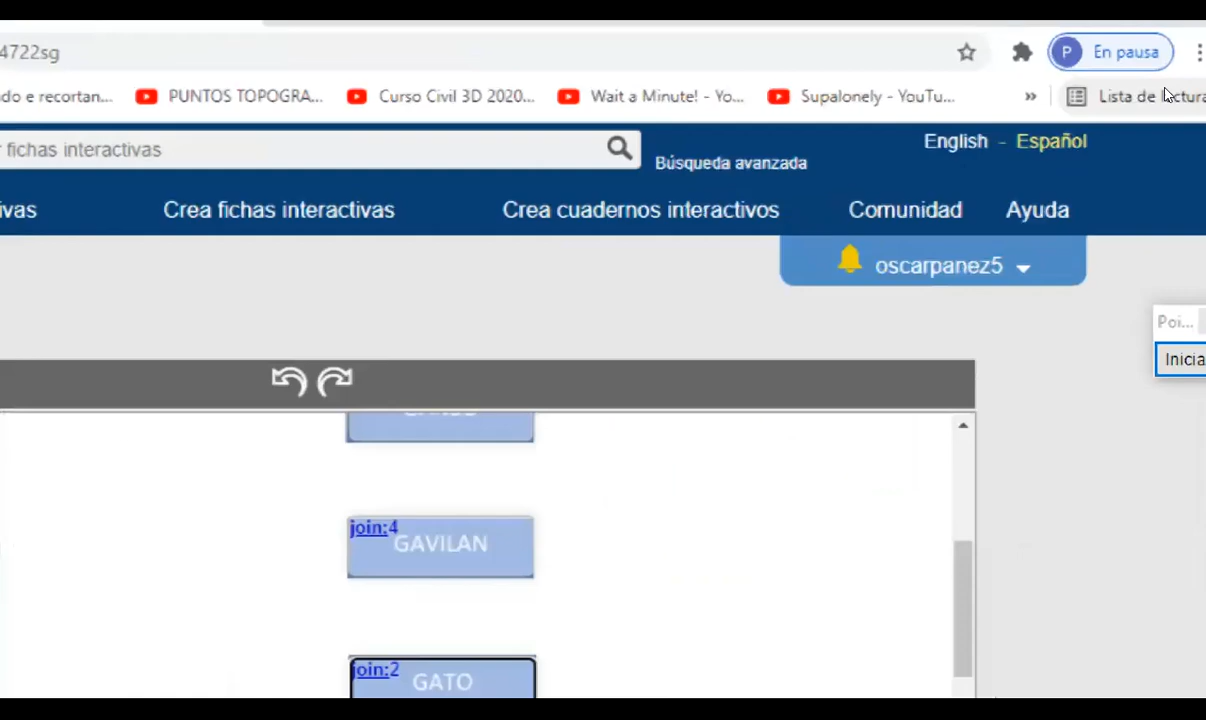 4722sg
En pausa
do e recortan...
PUNTOS TOPOGRA...
Curso Civil 3D 2020...
Wait a Minute! - Yo...
Supalonely - YouTu...
»
Lista de lectura
fichas interactivas
Búsqueda avanzada
English - Español
ivas
Crea fichas interactivas
Crea cuadernos interactivos
Comunidad
Ayuda
oscarpanez5
Poi...
Inicia
join:4
GAVILAN
join:2
GATO